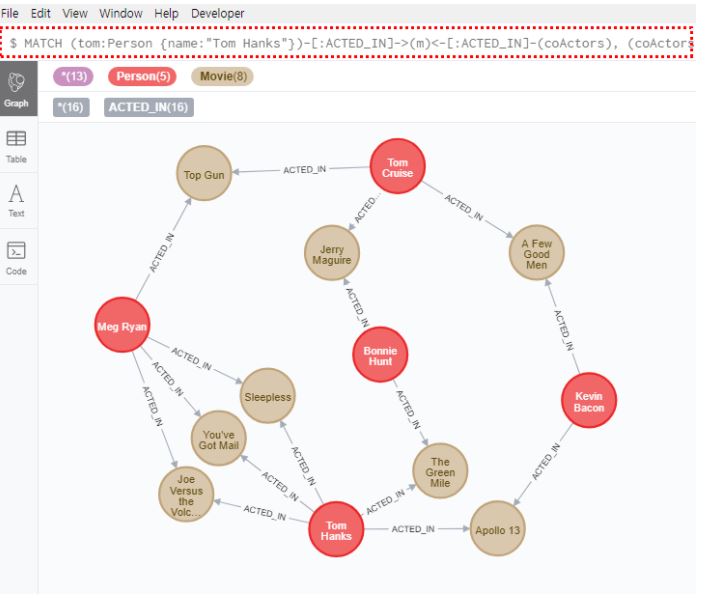 File Edit View Window Help Developer
$ MATCH (tom:Person {name:"Tom Hanks"})-[:ACTED_IN]->(m)<-[:ACTED_IN]-(coActors), (coActors
*(13) Person(5) Movie(8)
Graph
*(16) ACTED_IN(16)
Table
Text
Code
Top Gun
ACTED_IN
Tom
Cruise
ACTED_...
ACTED_IN
Jerry
Maguire
A Few
Good
Men
ACTED_IN
ACTED_IN
ACTED_IN
Meg Ryan
Bonnie
Hunt
ACTED_IN
ACTED_IN
ACTED_IN
Sleepless
ACTED_IN
Kevin
Bacon
You've
Got Mail
ACTED_IN
ACTED_IN
The
Green
Mile
Joe
Versus
the
Volc...
ACTED_IN
ACTED_IN
ACTED_IN
Tom
Hanks
ACTED_IN
Apollo 13